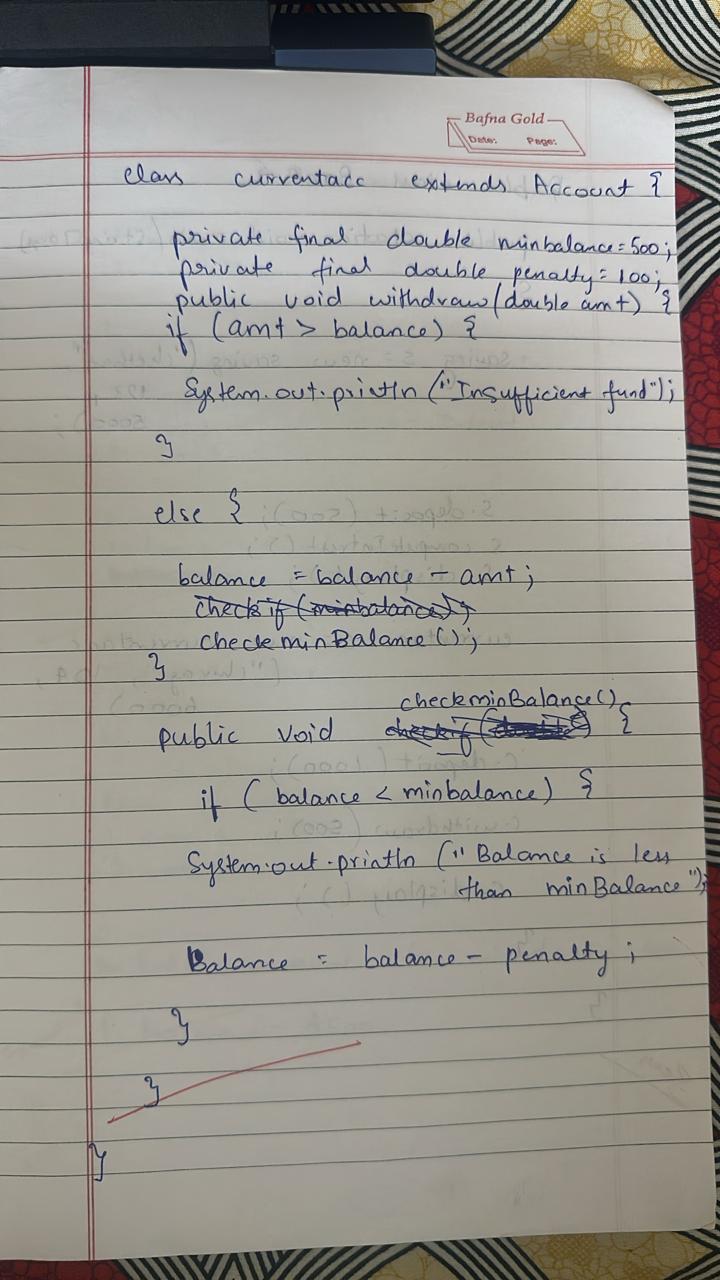 Bafna Gold
Date: Page:
class currentacc extends Account {
private final double minbalance=500;
private final double penalty=100;
public void withdraw(double amt) {
if (amt > balance) {
System.out.println ("Insufficient fund");
}
else {
balance = balance - amt;
check if (minbalance);
checkminBalance();
}
checkminBalance()
public void check if {
if (balance < minbalance) {
System.out.println ("Balance is less
than minBalance");
Balance = balance - penalty;
}
}
}